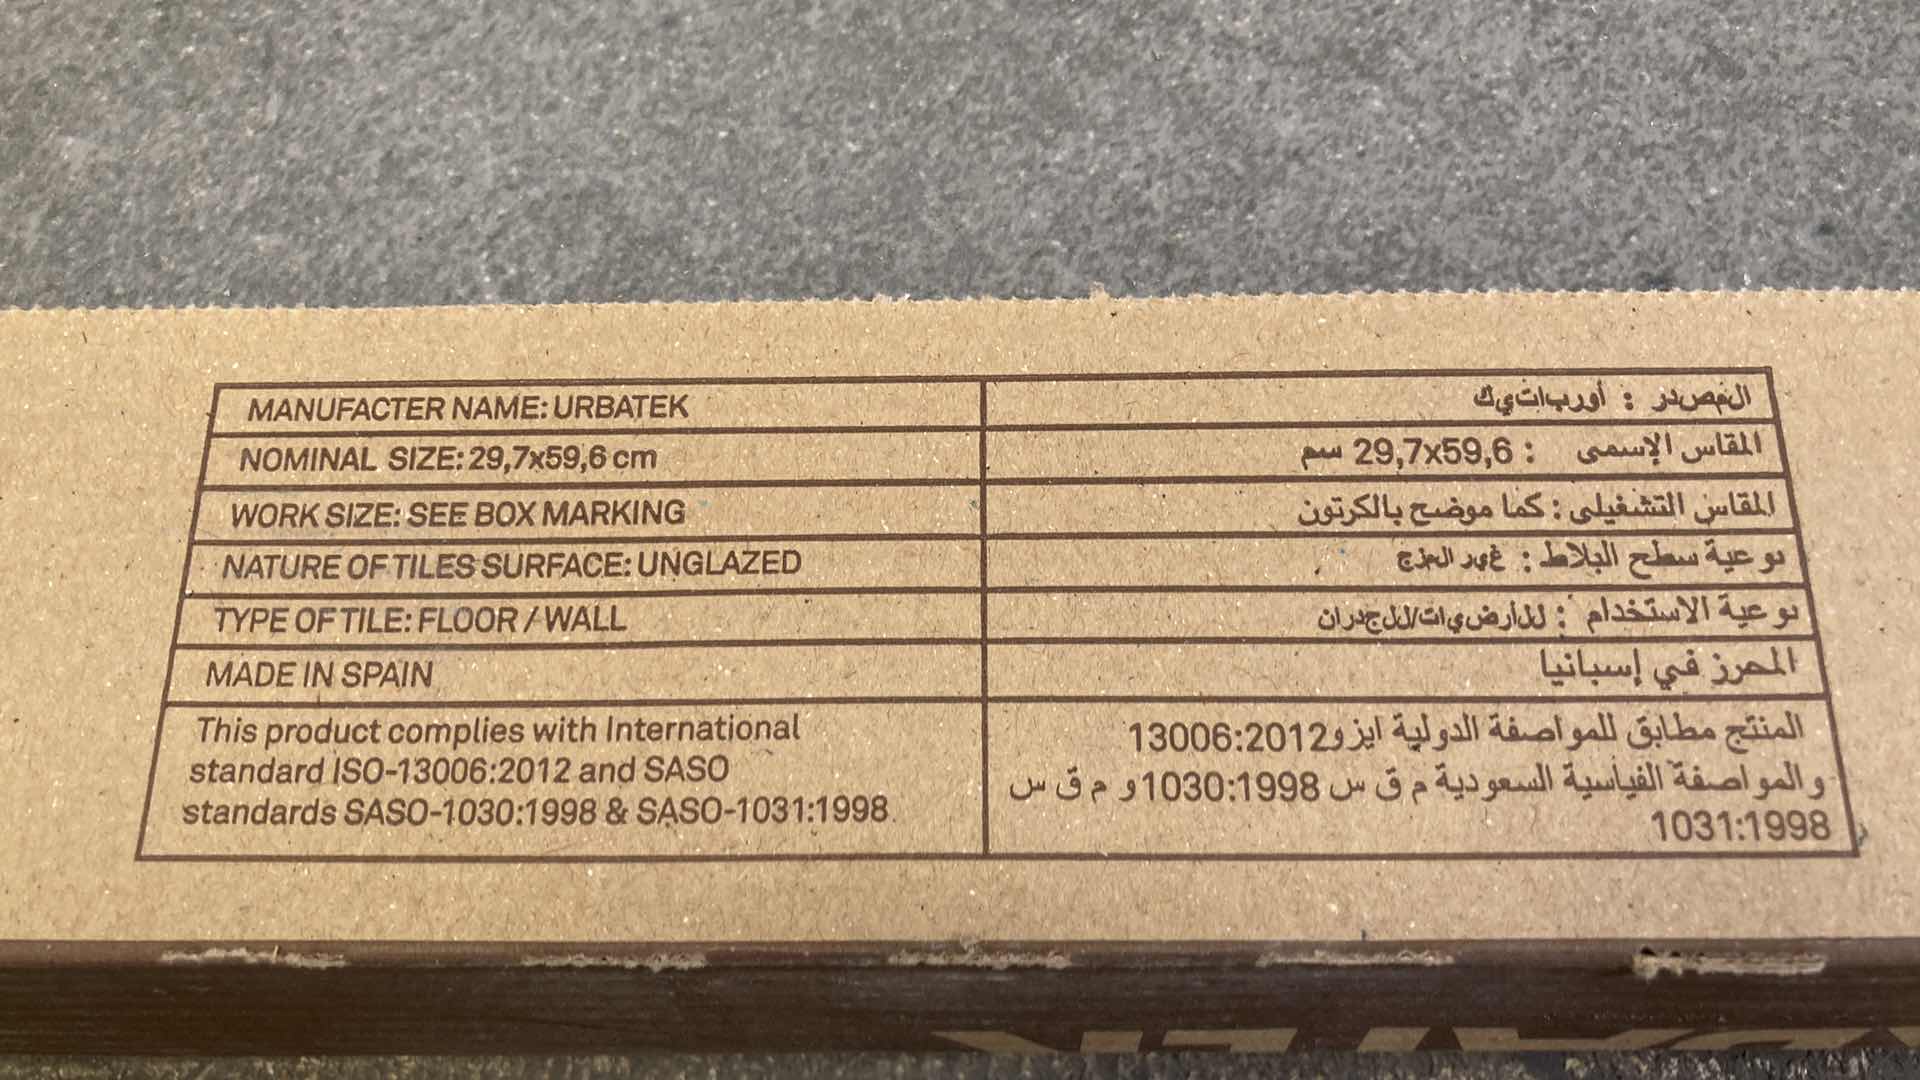 MANUFACTER NAME: URBATEK
المصدر : أورباتيك
NOMINAL SIZE: 29,7x59,6 cm
المقاس الإسمى : 29,7x59,6 سم
WORK SIZE: SEE BOX MARKING
المقاس التشغيلى : كما موضح بالكرتون
NATURE OF TILES SURFACE: UNGLAZED
نوعية سطح البلاط : غير المزجج
TYPE OF TILE: FLOOR / WALL
نوعية الاستخدام : للأرضيات/للجدران
MADE IN SPAIN
المحرز في إسبانيا
This product complies with International
standard ISO-13006:2012 and SASO
standards SASO-1030:1998 & SASO-1031:1998.
المنتج مطابق للمواصفة الدولية ايزو13006:2012
والمواصفة القياسية السعودية م ق س 1030:1998و م ق س
1031:1998